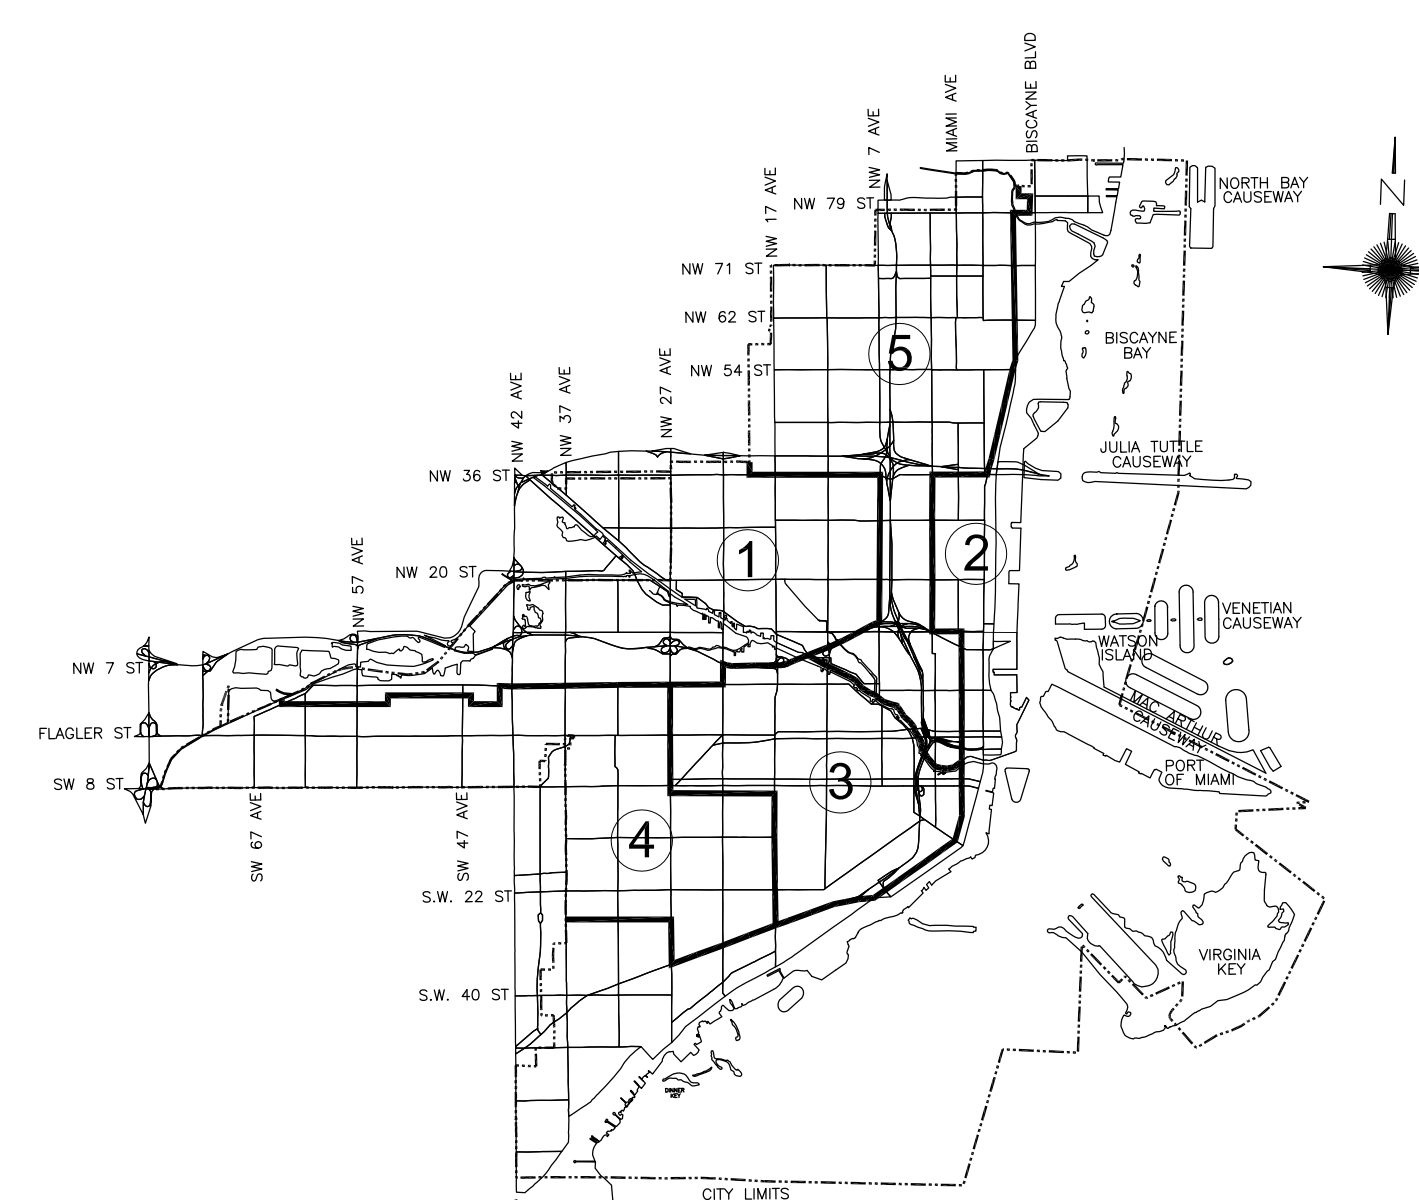 BISCAYNE BLVD
MIAMI AVE
NW 7 AVE
NW 17 AVE
NORTH BAY
CAUSEWAY
N
NW 79 ST
NW 71 ST
NW 62 ST
5
BISCAYNE
BAY
NW 54 ST
NW 27 AVE
NW 37 AVE
NW 42 AVE
JULIA TUTTLE
CAUSEWAY
NW 36 ST
1
2
NW 57 AVE
NW 20 ST
VENETIAN
CAUSEWAY
WATSON
ISLAND
NW 7 ST
MAC ARTHUR
CAUSEWAY
FLAGLER ST
PORT
OF MIAMI
SW 8 ST
3
SW 67 AVE
SW 47 AVE
4
S.W. 22 ST
VIRGINIA
KEY
S.W. 40 ST
DINNER
KEY
CITY LIMITS